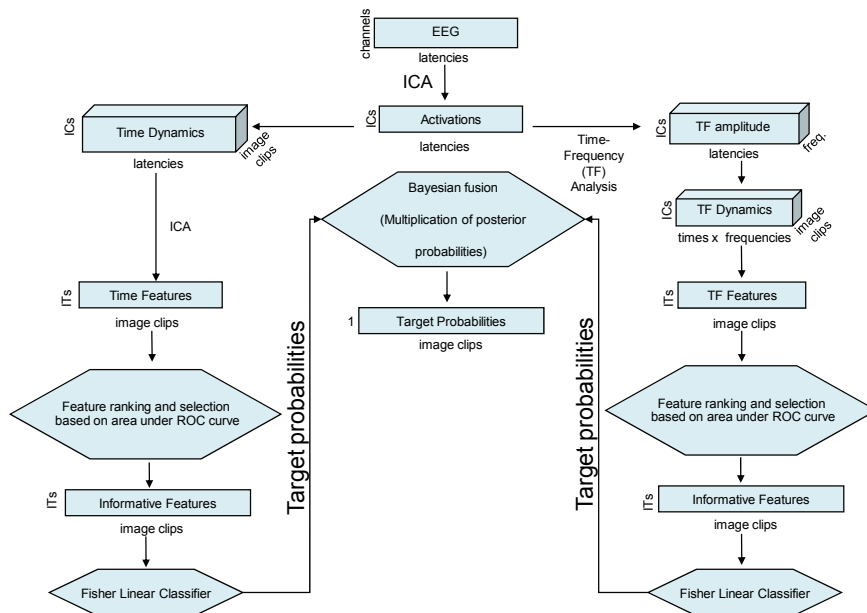 channels
EEG
latencies
ICA
ICs
Activations
latencies
ICs
Time Dynamics
image
clips
latencies
ICA
ITs
Time Features
image clips
Feature ranking and selection
based on area under ROC curve
ITs
Informative Features
image clips
Fisher Linear Classifier
Target probabilities
Time-
Frequency
(TF)
Analysis
ICs
TF amplitude
freq.
latencies
ICs
TF Dynamics
image
clips
times x frequencies
ITs
TF Features
image clips
Feature ranking and selection
based on area under ROC curve
ITs
Informative Features
image clips
Fisher Linear Classifier
Target probabilities
Bayesian fusion
(Multiplication of posterior
probabilities)
1
Target Probabilities
image clips